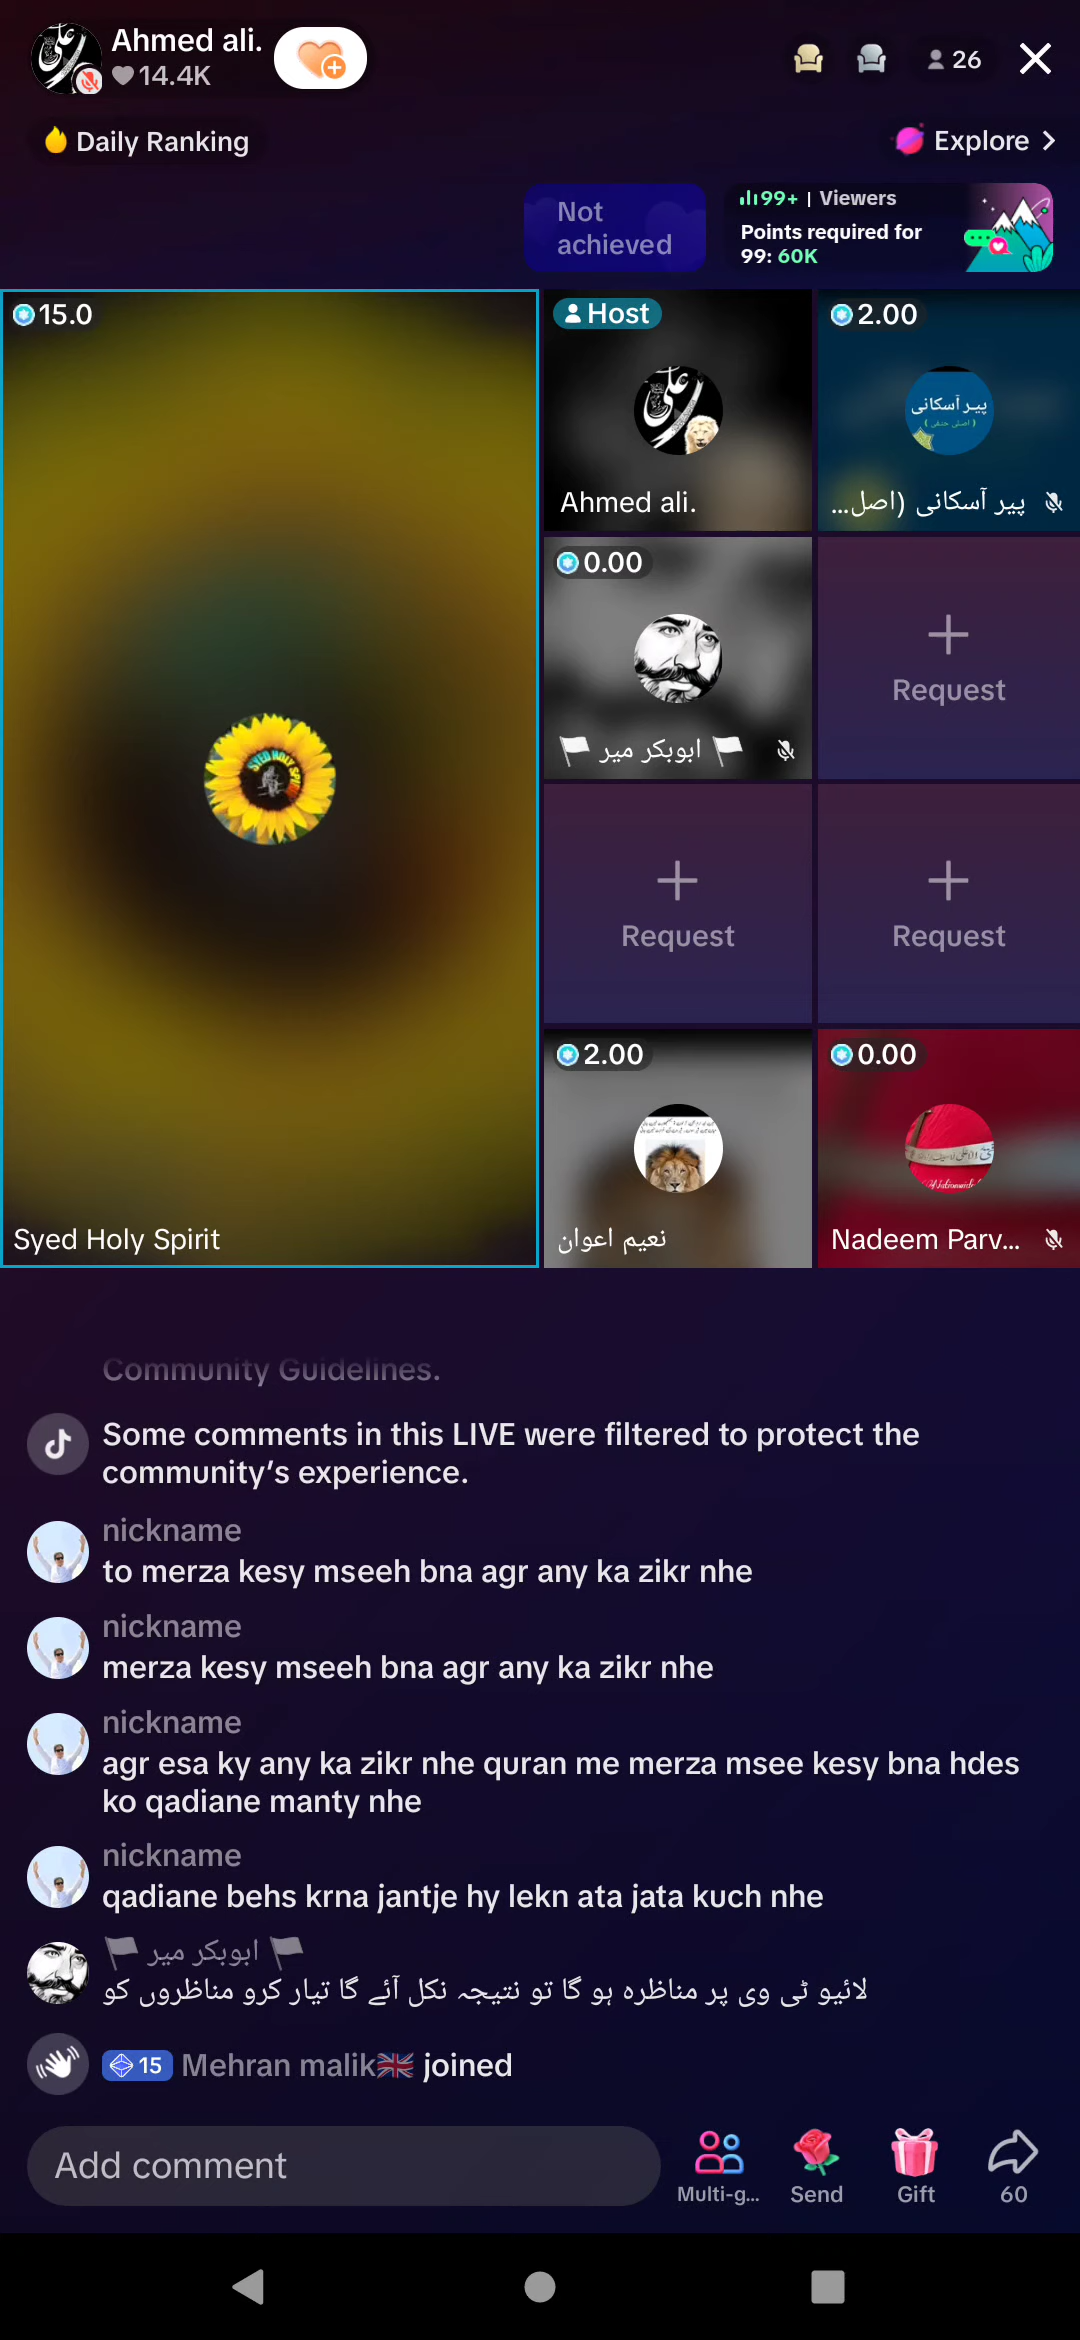 Ahmed ali.
14.4K
26
Daily Ranking
Explore
Not
achieved
99+ | Viewers
Points required for
99: 60K
15.0
Syed Holy Spirit
Host
Ahmed ali.
2.00
پیر آسکانی
( اصلی حنفی )
پیر آسکانی (اصل...
0.00
ابوبکر میر
Request
Request
Request
2.00
نعیم اعوان
0.00
Nadeem Parv...
Community Guidelines.
Some comments in this LIVE were filtered to protect the
community’s experience.
nickname
to merza kesy mseeh bna agr any ka zikr nhe
nickname
merza kesy mseeh bna agr any ka zikr nhe
nickname
agr esa ky any ka zikr nhe quran me merza msee kesy bna hdes
ko qadiane manty nhe
nickname
qadiane behs krna jantje hy lekn ata jata kuch nhe
ابوبکر میر
لائیو ٹی وی پر مناظرہ ہو گا تو نتیجہ نکل آئے گا تیار کرو مناظروں کو
15 Mehran malik🇬🇧 joined
Add comment
Multi-g...
Send
Gift
60